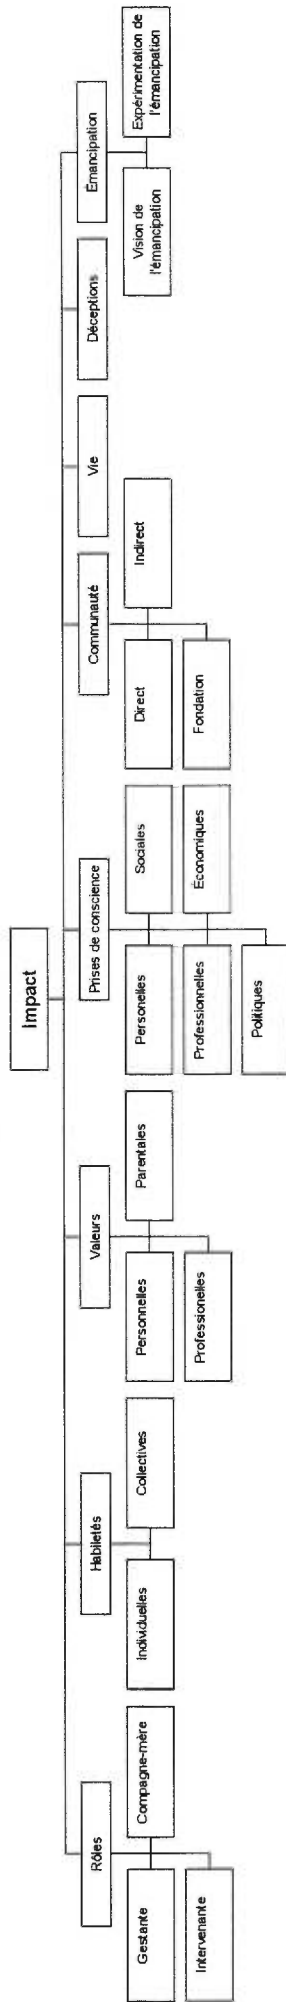 Impact
Rôles
Habiletés
Valeurs
Prises de conscience
Communauté
Vie
Déceptions
Émancipation
Gestante
Compagne-mère
Intervenante
Individuelles
Collectives
Personnelles
Parentales
Professionelles
Personelles
Sociales
Professionnelles
Économiques
Politiques
Direct
Indirect
Fondation
Vision de
l'émancipation
Expérimentation de
l'émancipation